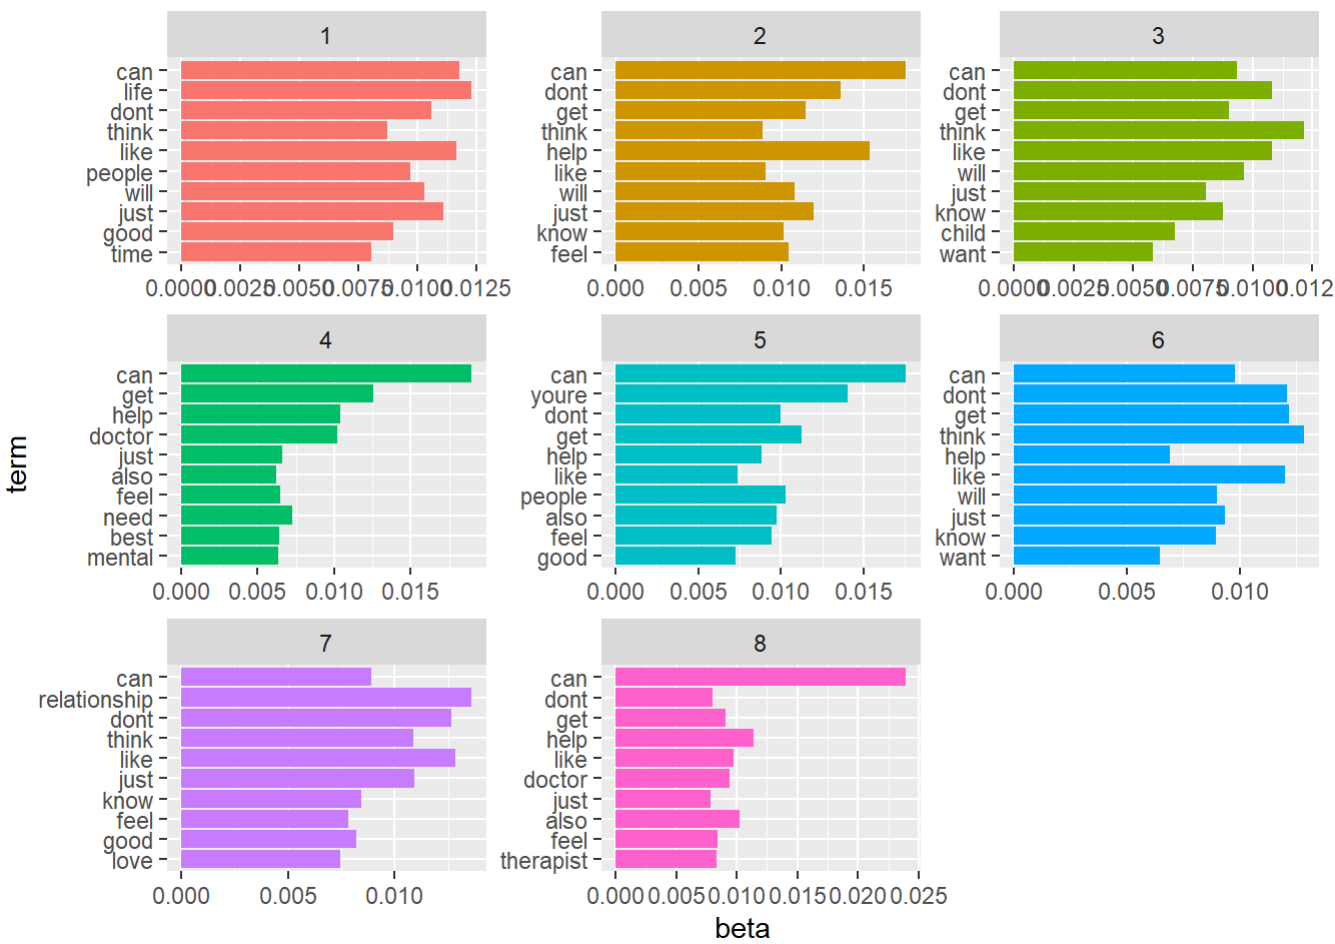 1
can
life
dont
think
like
people
will
just
good
time
0.0000 0.0025 0.0050 0.0075 0.0100 0.0125
2
can
dont
get
think
help
like
will
just
know
feel
0.000 0.005 0.010 0.015
3
can
dont
get
think
like
will
just
know
child
want
0.0000 0.0025 0.0050 0.0075 0.0100 0.012
4
can
get
help
doctor
just
also
feel
need
best
mental
0.000 0.005 0.010 0.015
5
can
youre
dont
get
help
like
people
also
feel
good
0.000 0.005 0.010 0.015
6
can
dont
get
think
help
like
will
just
know
want
0.000 0.005 0.010
7
can
relationship
dont
think
like
just
know
feel
good
love
0.000 0.005 0.010
8
can
dont
get
help
like
doctor
just
also
feel
therapist
0.000 0.005 0.010 0.015 0.020 0.025
term
beta